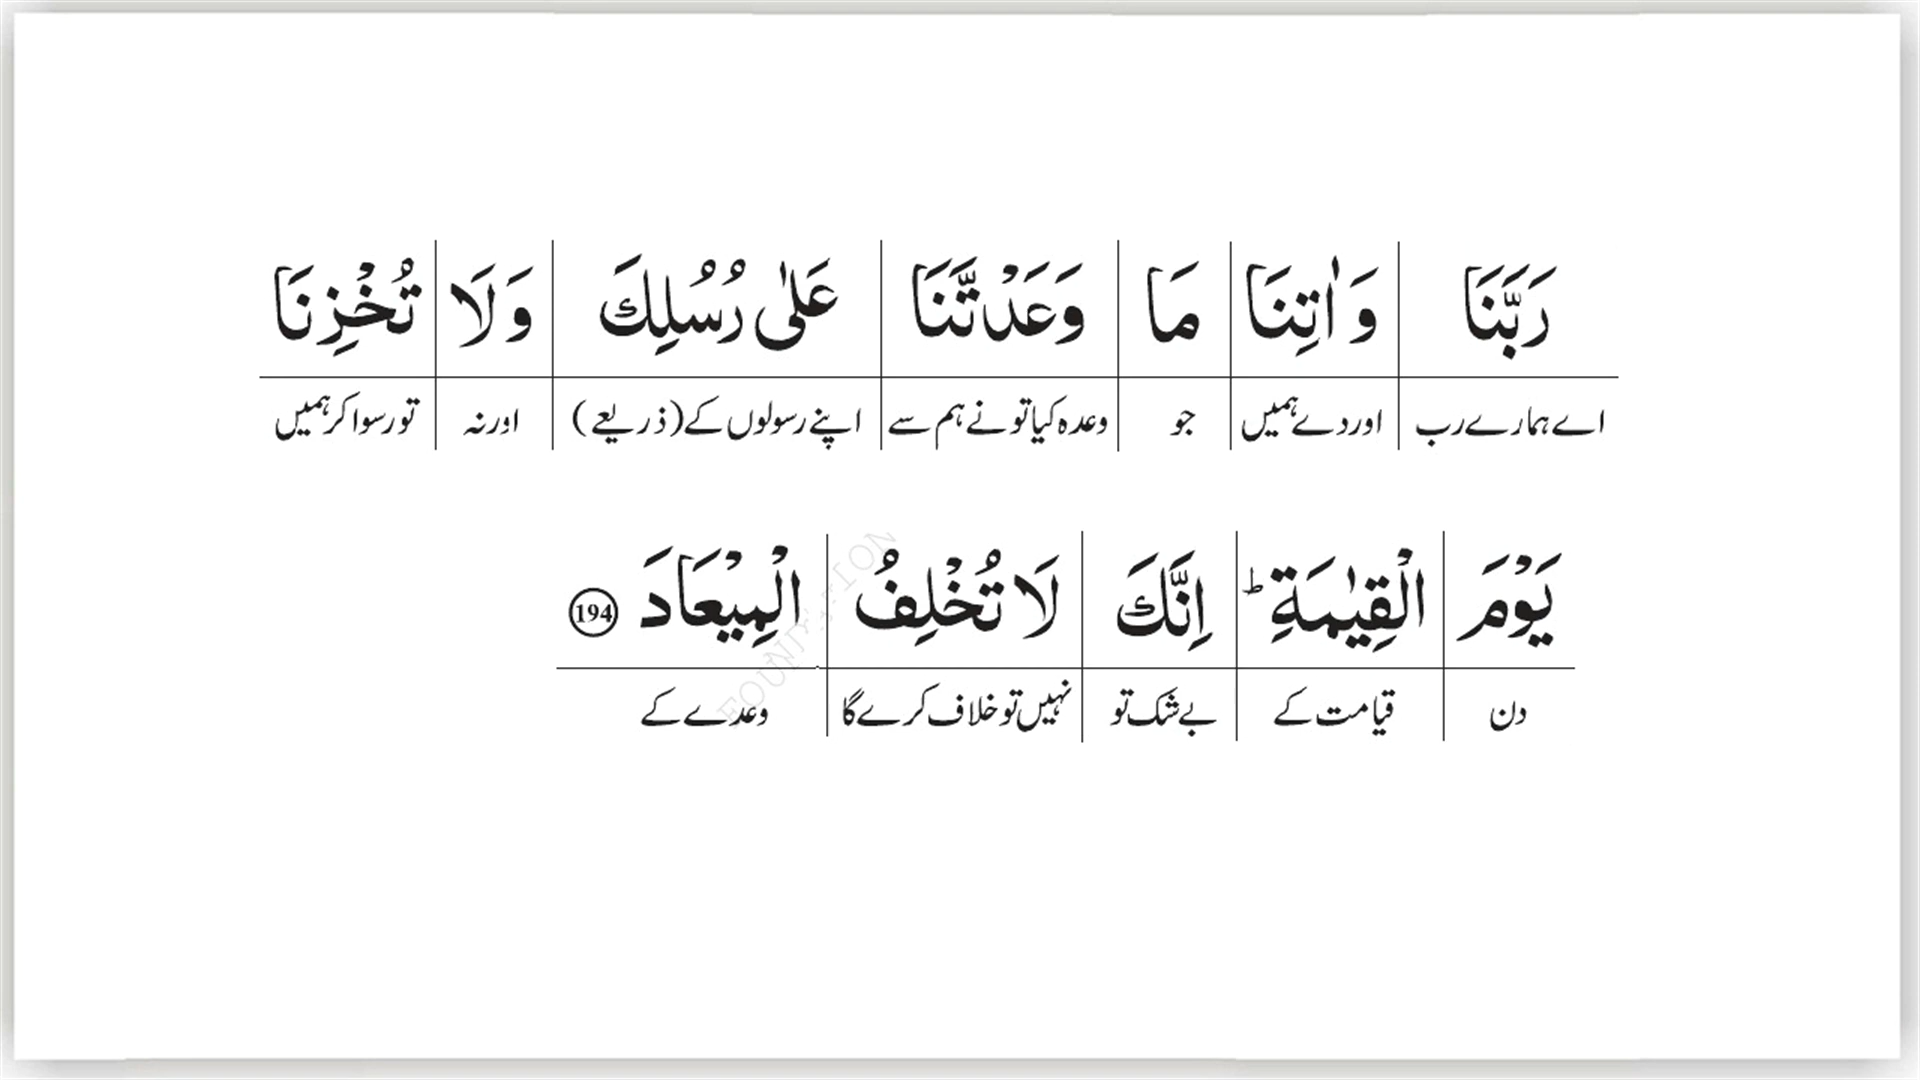 رَبَّنَا وَاٰتِنَا مَا وَعَدْتَّنَا عَلٰى رُسُلِكَ وَلَا تُخْزِنَا
اے ہمارے رب اور دے ہمیں جو وعدہ کیا تو نے ہم سے اپنے رسولوں کے (ذریعے) اور نہ تو رسوا کر ہمیں
يَوْمَ الْقِيٰمَةِ ؕ اِنَّكَ لَا تُخْلِفُ الْمِيْعَادَ 194
دن قیامت کے بے شک تو نہیں تو خلاف کرے گا وعدے کے
FOUNDATION